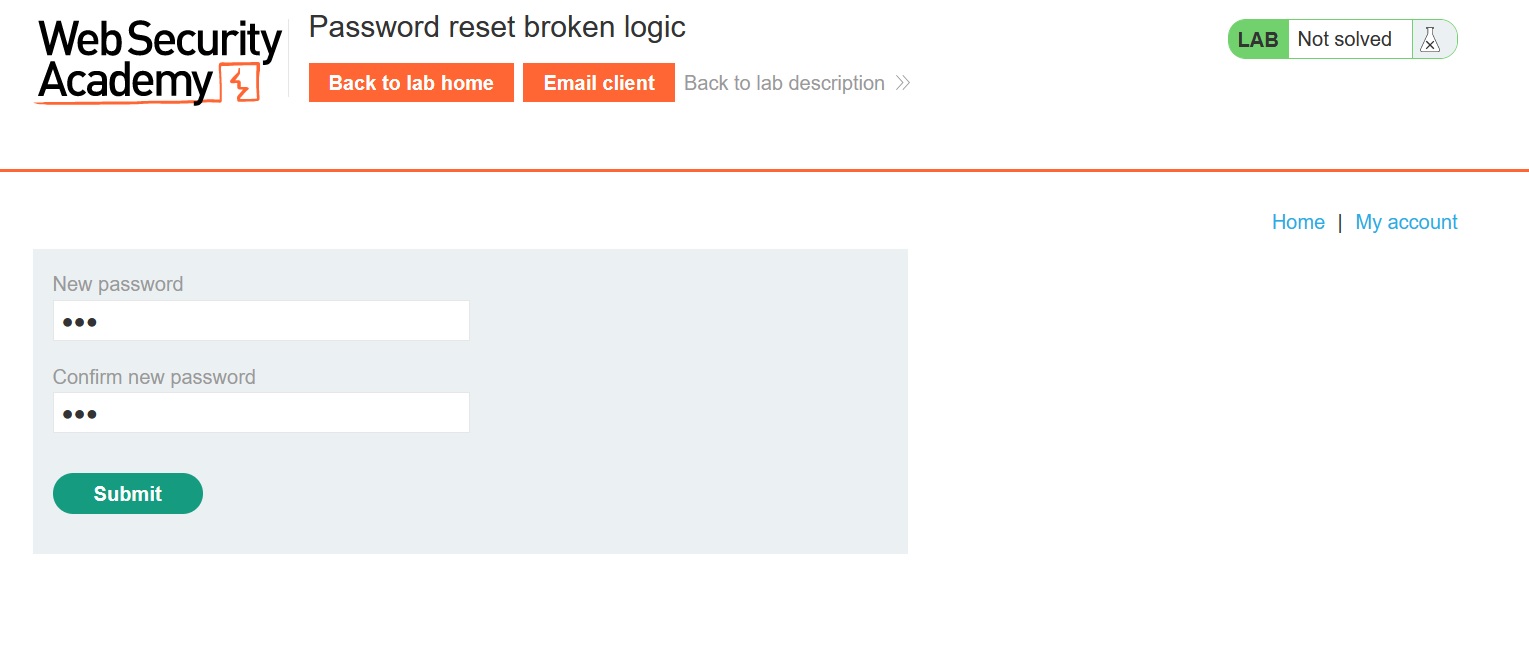 Web Security
Academy
Password reset broken logic
Back to lab home
Email client
Back to lab description
LAB
Not solved
Home | My account
New password
•••
Confirm new password
•••
Submit